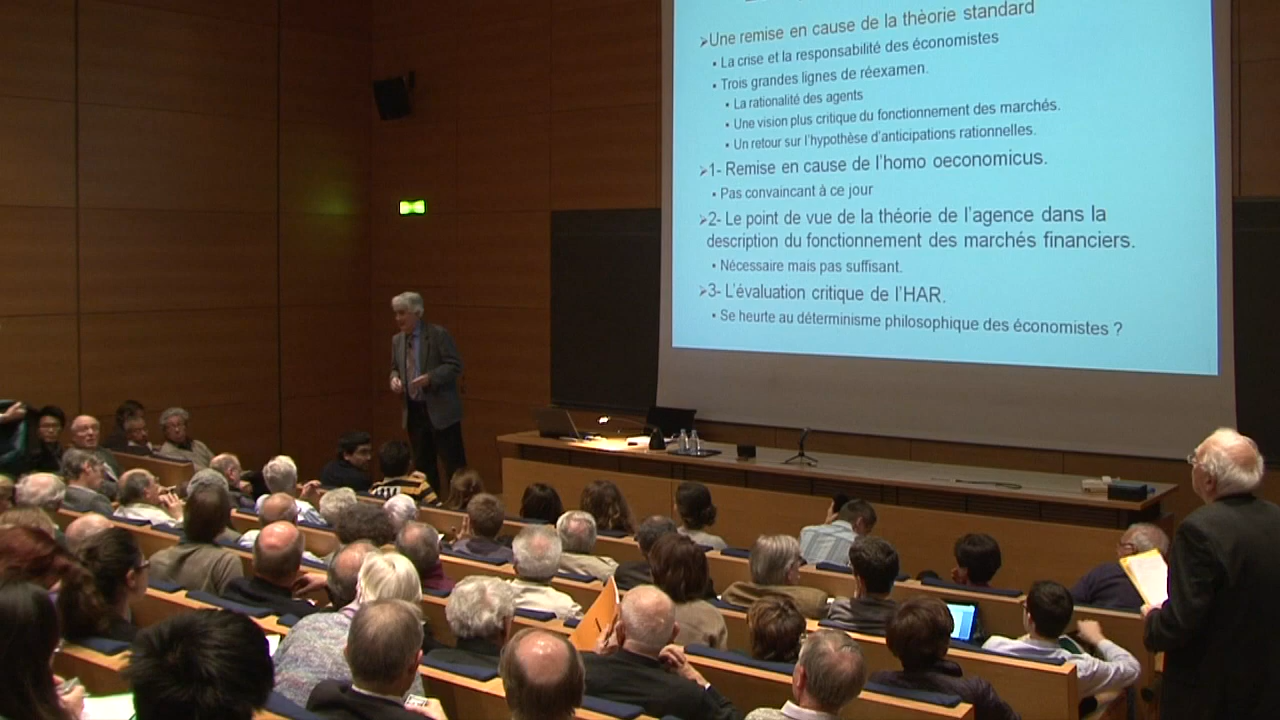 ➢Une remise en cause de la théorie standard
• La crise et la responsabilité des économistes
• Trois grandes lignes de réexamen.
• La rationalité des agents
• Une vision plus critique du fonctionnement des marchés.
• Un retour sur l'hypothèse d'anticipations rationnelles.
➢1- Remise en cause de l'homo oeconomicus.
• Pas convaincant à ce jour
➢2- Le point de vue de la théorie de l'agence dans la
description du fonctionnement des marchés financiers.
• Nécessaire mais pas suffisant.
➢3- L'évaluation critique de l'HAR.
• Se heurte au déterminisme philosophique des économistes ?